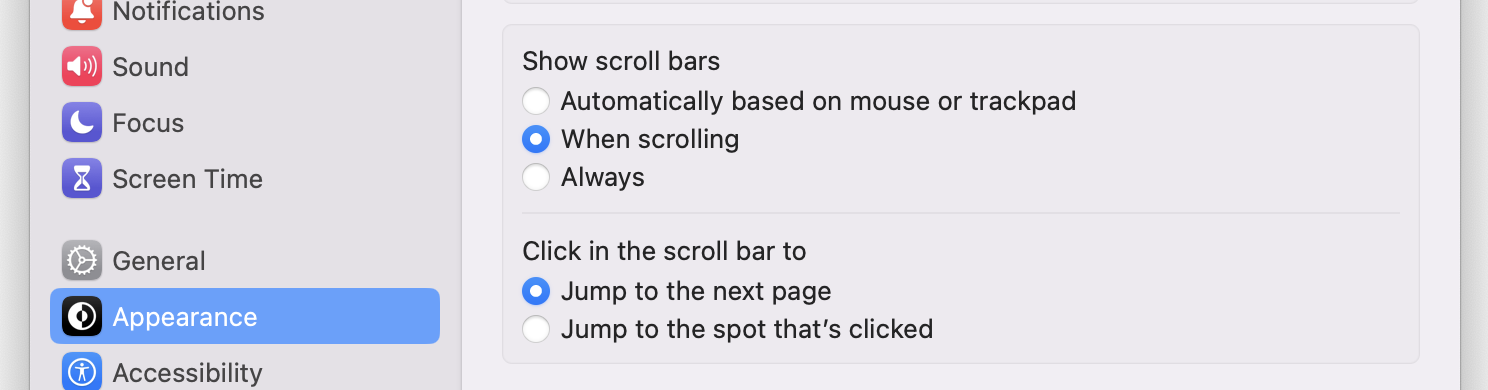 Notifications
Sound
Focus
Screen Time
General
Appearance
Accessibility
Show scroll bars
Automatically based on mouse or trackpad
When scrolling
Always
Click in the scroll bar to
Jump to the next page
Jump to the spot that’s clicked